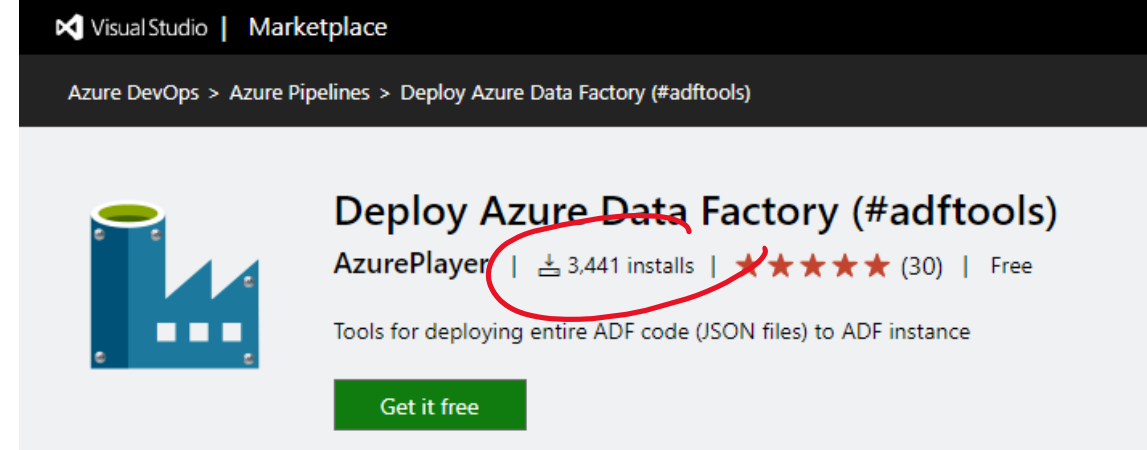 Visual Studio | Marketplace
Azure DevOps > Azure Pipelines > Deploy Azure Data Factory (#adftools)
Deploy Azure Data Factory (#adftools)
AzurePlayer | 3,441 installs | ★★★★★ (30) | Free
Tools for deploying entire ADF code (JSON files) to ADF instance
Get it free